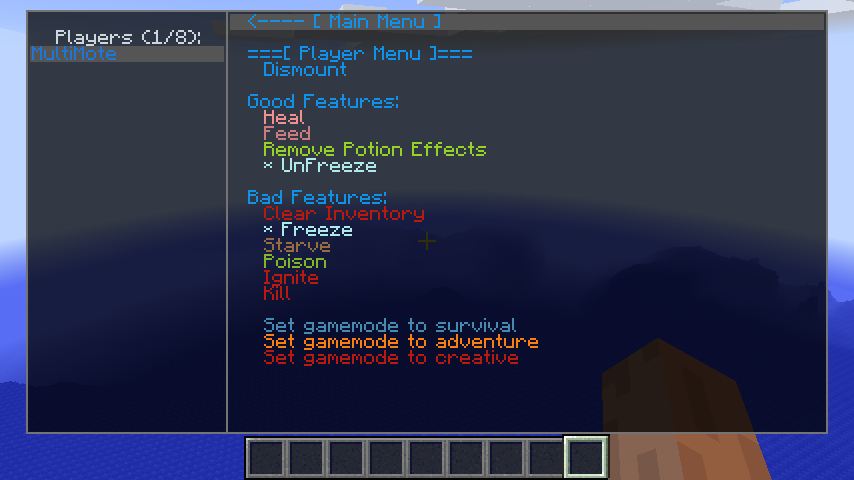 Players (1/8):
MultiMote
<---- [ Main Menu ]
===[ Player Menu ]===
Dismount
Good Features:
Heal
Feed
Remove Potion Effects
* UnFreeze
Bad Features:
Clear Inventory
* Freeze
Starve
Poison
Ignite
Kill
Set gamemode to survival
Set gamemode to adventure
Set gamemode to creative